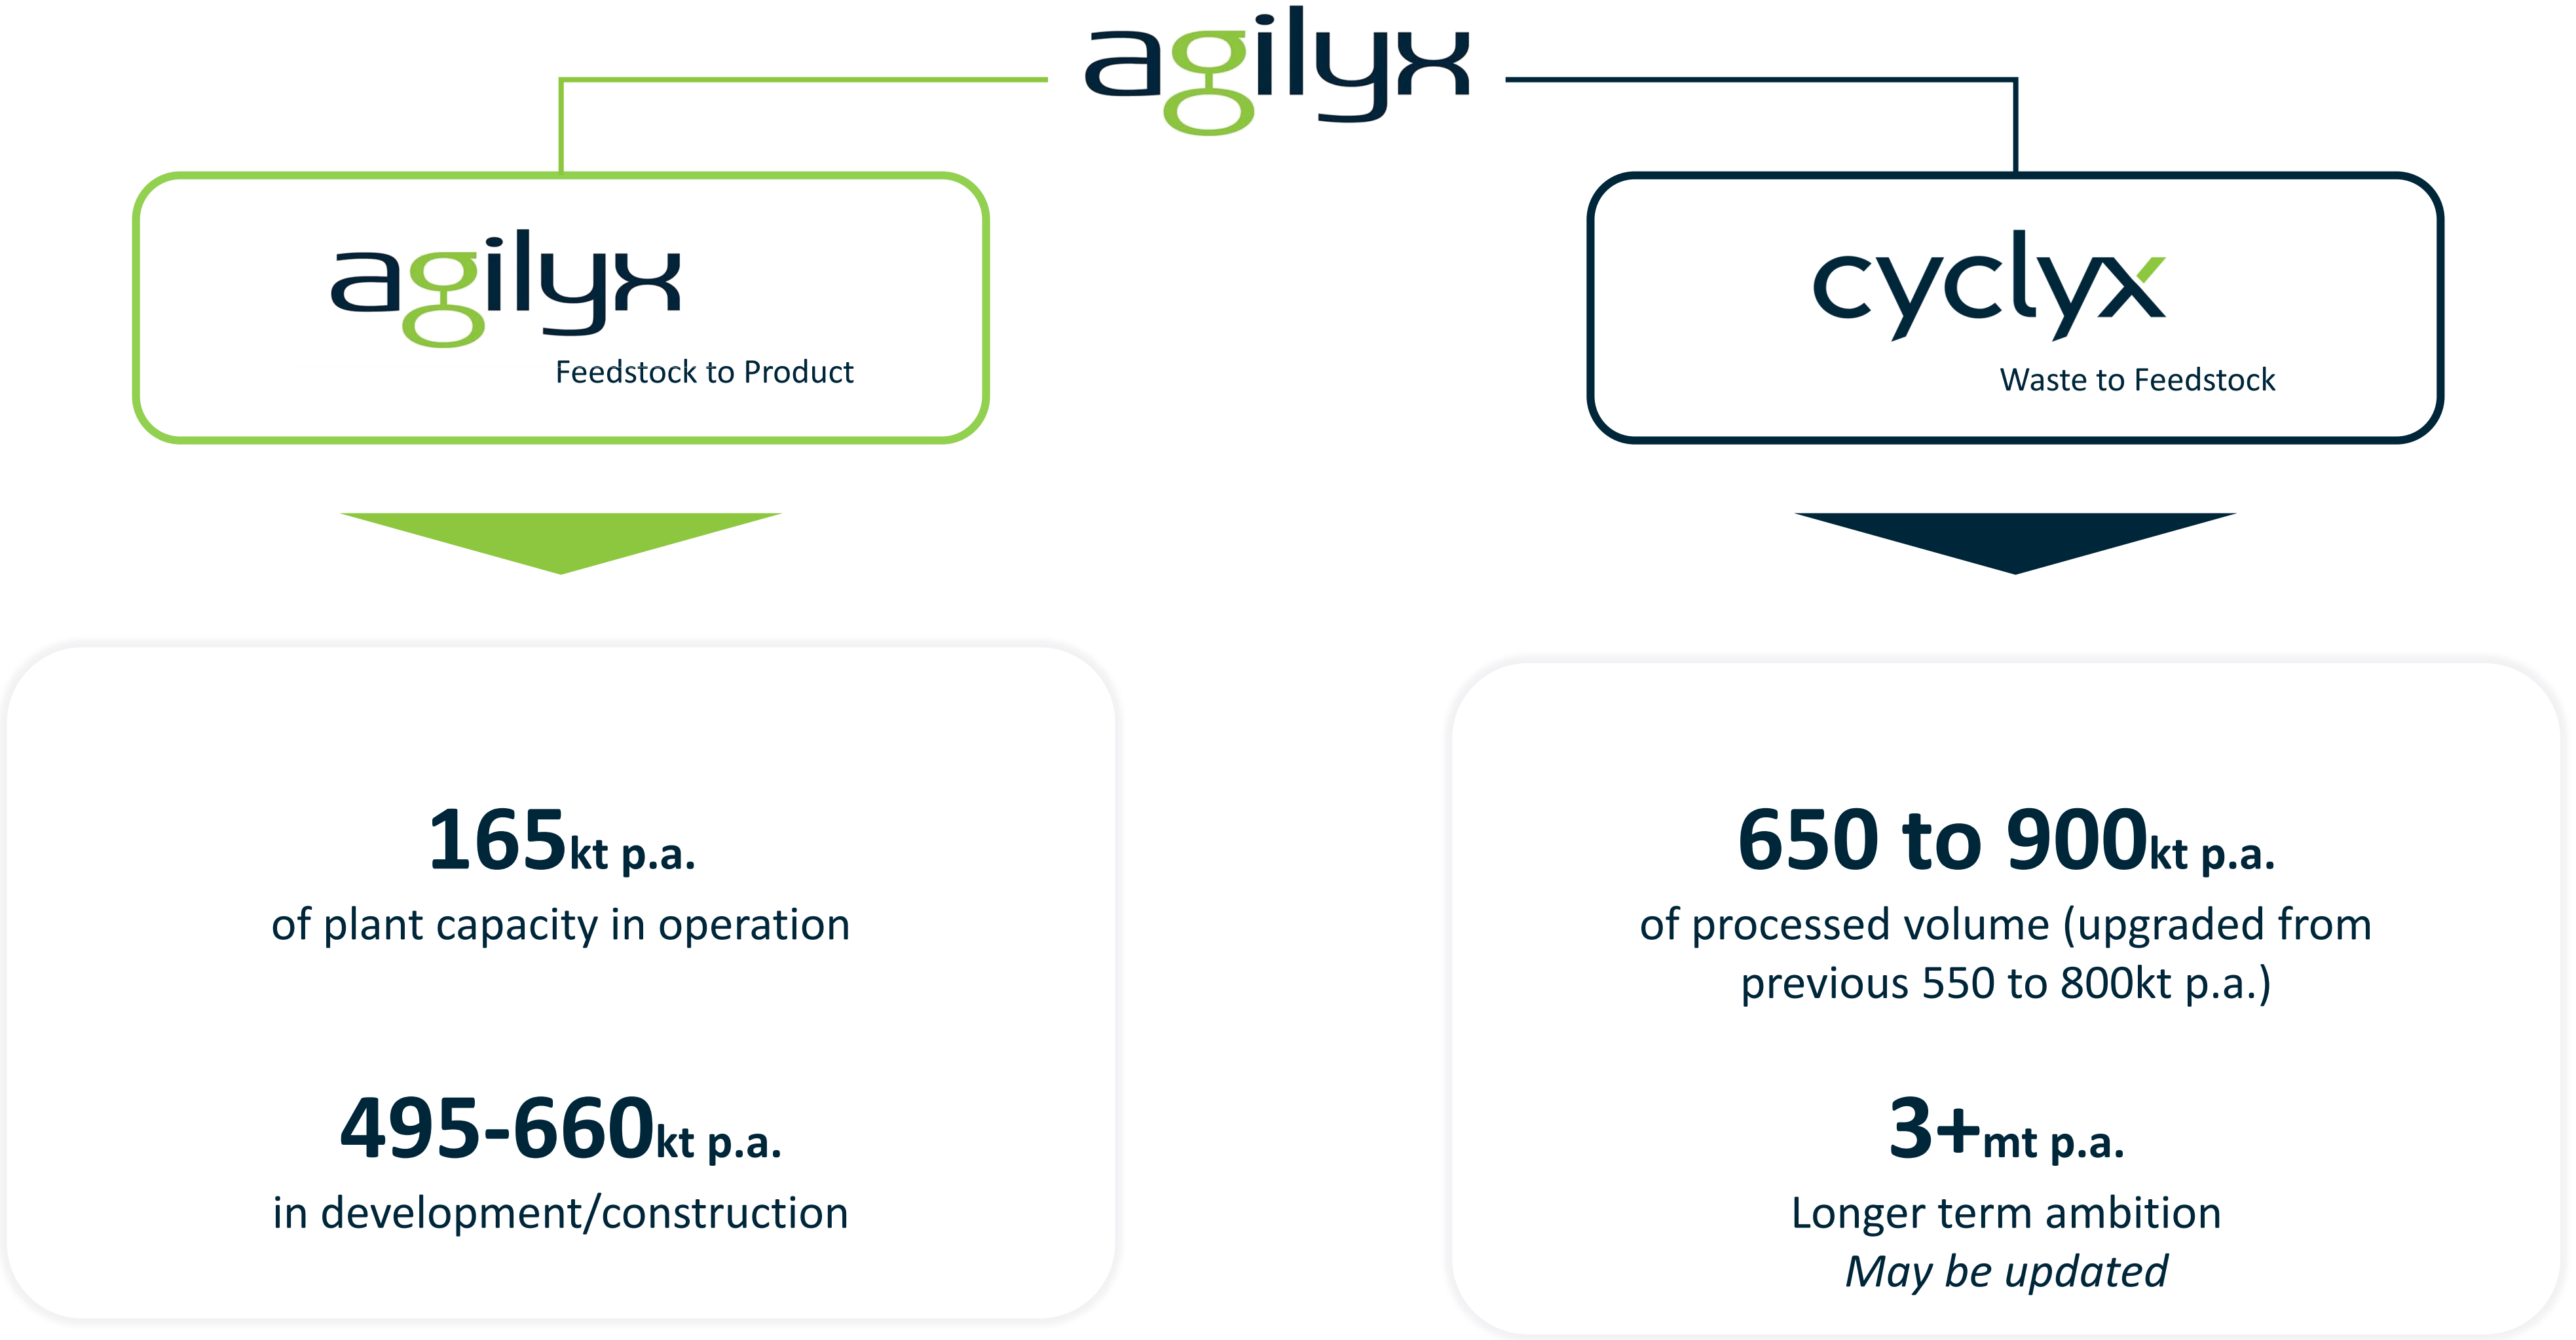 agilyx
agilyx
Feedstock to Product
165kt p.a.
of plant capacity in operation
495-660kt p.a.
in development/construction
cyclyx
Waste to Feedstock
650 to 900kt p.a.
of processed volume (upgraded from
previous 550 to 800kt p.a.)
3+mt p.a.
Longer term ambition
May be updated